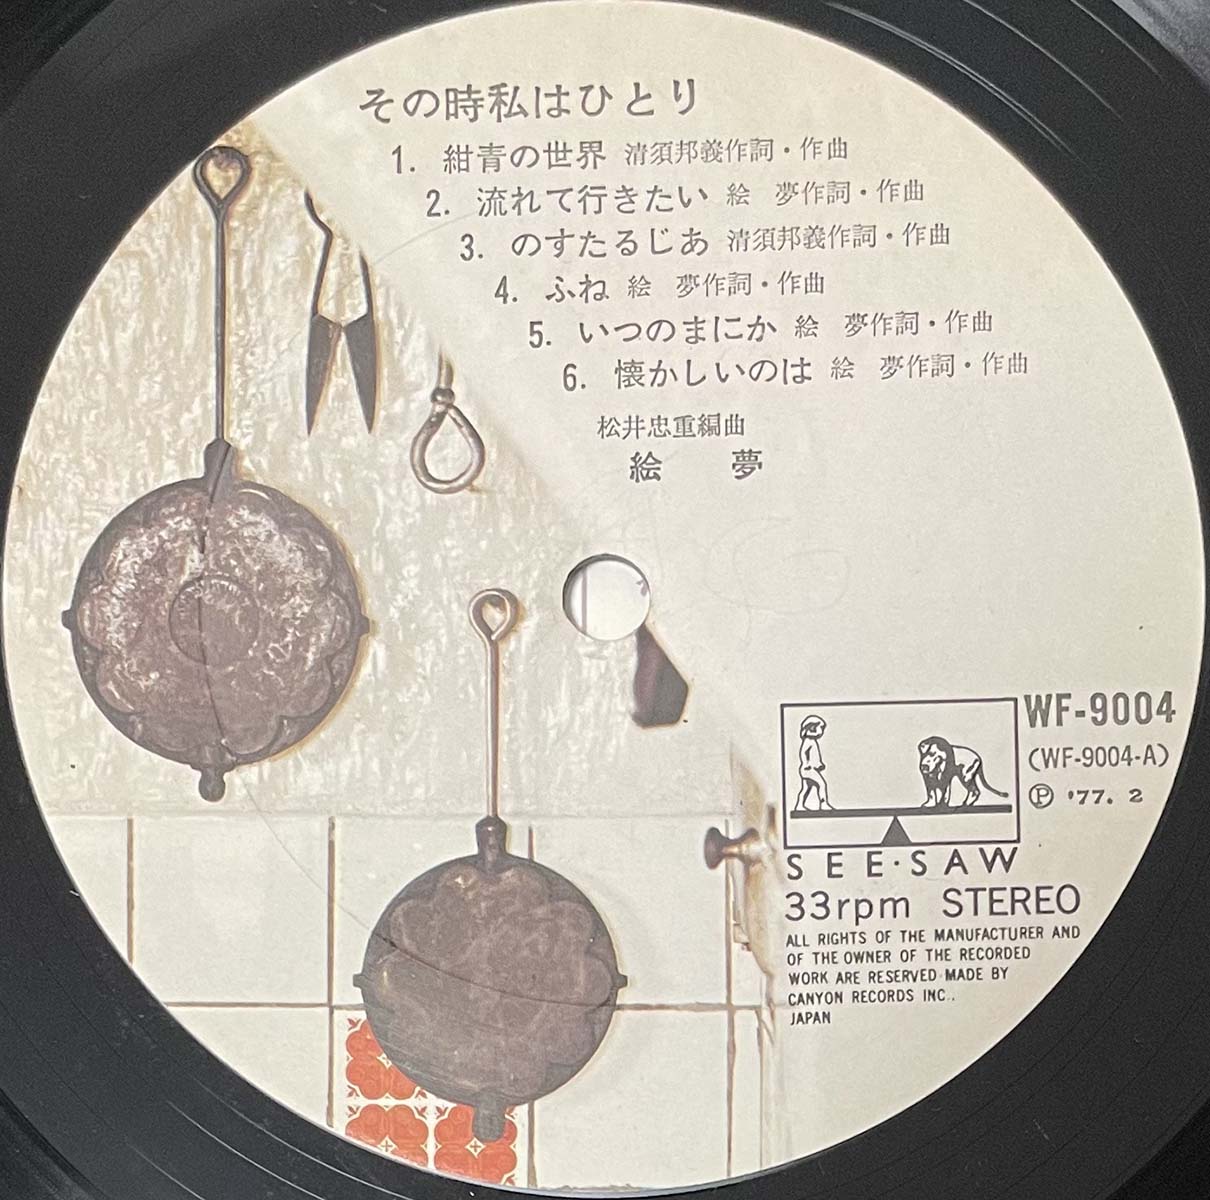 その時私はひとり
1. 紺青の世界 清須邦義作詞・作曲
2. 流れて行きたい 絵 夢作詞・作曲
3. のすたるじあ 清須邦義作詞・作曲
4. ふね 絵 夢作詞・作曲
5. いつのまにか 絵 夢作詞・作曲
6. 懐かしいのは 絵 夢作詞・作曲
松井忠重編曲
絵 夢
WF-9004
(WF-9004-A)
Ⓟ '77. 2
SEE・SAW
33rpm STEREO
ALL RIGHTS OF THE MANUFACTURER AND
OF THE OWNER OF THE RECORDED
WORK ARE RESERVED・MADE BY
CANYON RECORDS INC..
JAPAN